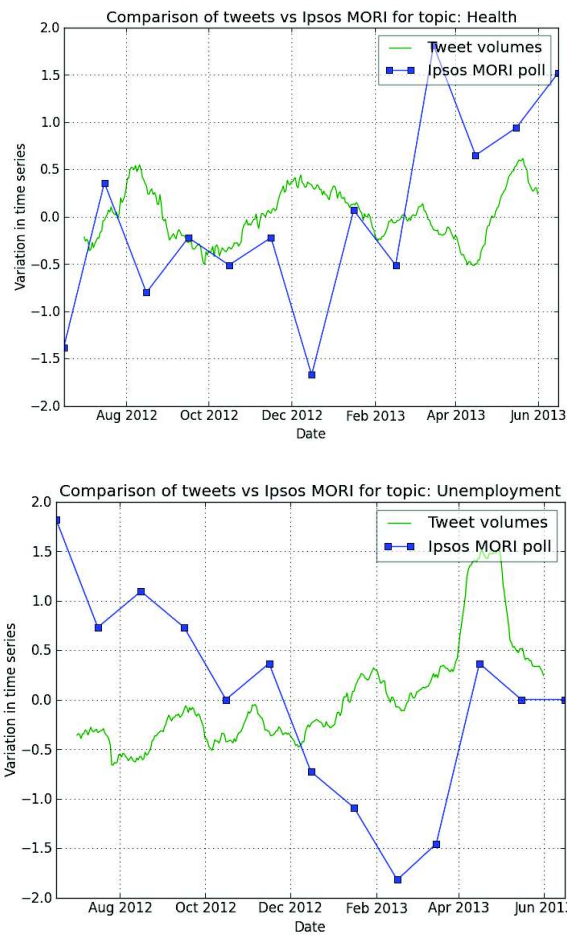 Comparison of tweets vs Ipsos MORI for topic: Health
2.0
1.5
1.0
0.5
0.0
−0.5
−1.0
−1.5
−2.0
Variation in time series
Tweet volumes
Ipsos MORI poll
Aug 2012 Oct 2012 Dec 2012 Feb 2013 Apr 2013 Jun 2013
Date
Comparison of tweets vs Ipsos MORI for topic: Unemployment
2.0
1.5
1.0
0.5
0.0
−0.5
−1.0
−1.5
−2.0
Variation in time series
Tweet volumes
Ipsos MORI poll
Aug 2012 Oct 2012 Dec 2012 Feb 2013 Apr 2013 Jun 2013
Date